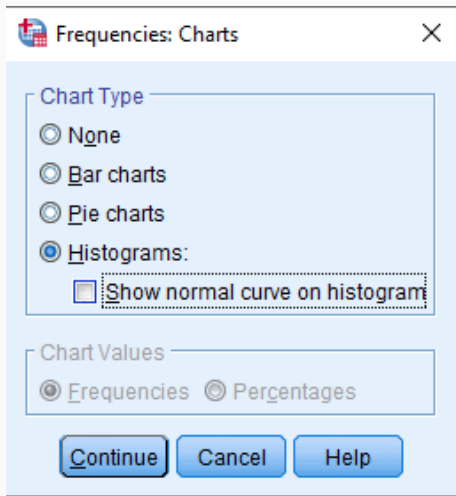 Frequencies: Charts
Chart Type
None
Bar charts
Pie charts
Histograms:
Show normal curve on histogram
Chart Values
Frequencies Percentages
Continue Cancel Help